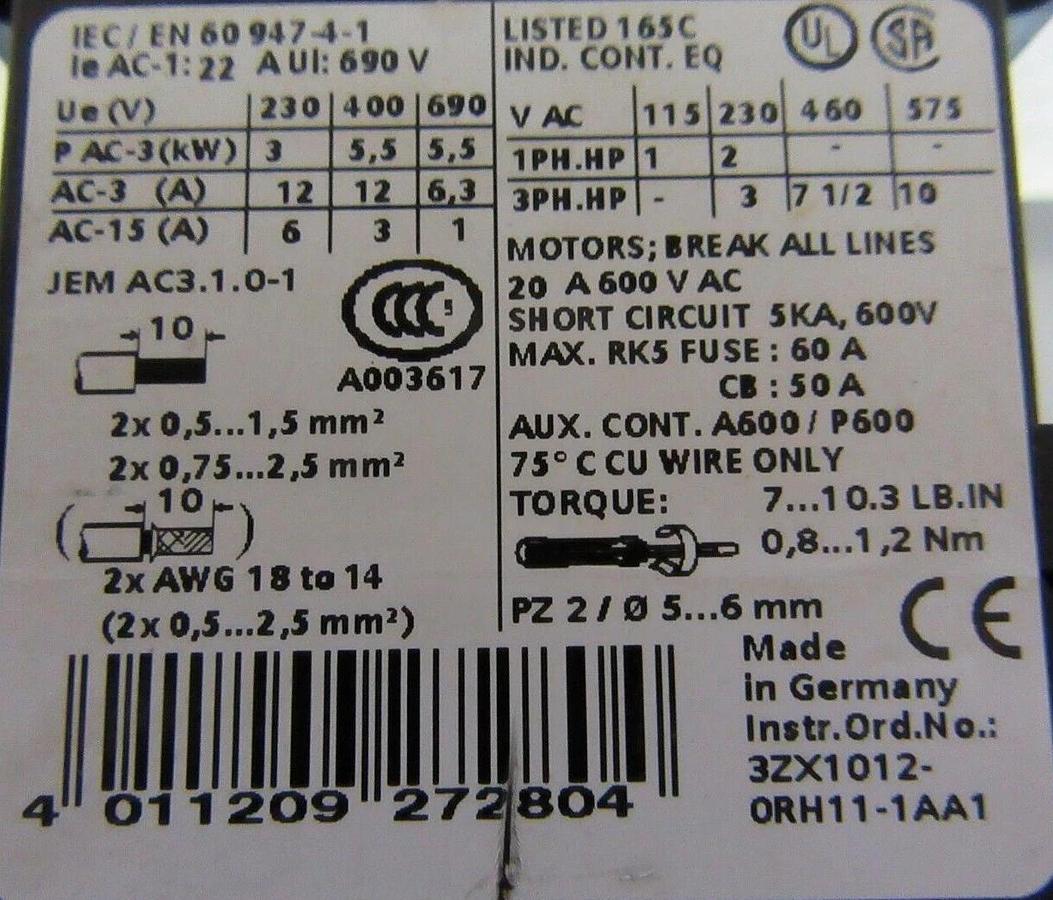 IEC / EN 60 947-4-1
Ie AC-1: 22 A UI: 690 V
Ue (V) 230 400 690
P AC-3 (kW) 3 5,5 5,5
AC-3 (A) 12 12 6,3
AC-15 (A) 6 3 1
JEM AC3.1.0-1
CCC S
A003617
10
2x 0,5...1,5 mm²
2x 0,75...2,5 mm²
10
( )
2x AWG 18 to 14
(2x 0,5...2,5 mm²)
LISTED 165C
IND. CONT. EQ
UL SA
V AC 115 230 460 575
1PH.HP 1 2 - -
3PH.HP - 3 7 1/2 10
MOTORS; BREAK ALL LINES
20 A 600 V AC
SHORT CIRCUIT 5KA, 600V
MAX. RK5 FUSE : 60 A
CB : 50 A
AUX. CONT. A600 / P600
75° C CU WIRE ONLY
TORQUE: 7...10.3 LB.IN
0,8...1,2 Nm
PZ 2 / Ø 5...6 mm
CE
Made
in Germany
Instr.Ord.No.:
3ZX1012-
0RH11-1AA1
4 011209 272804